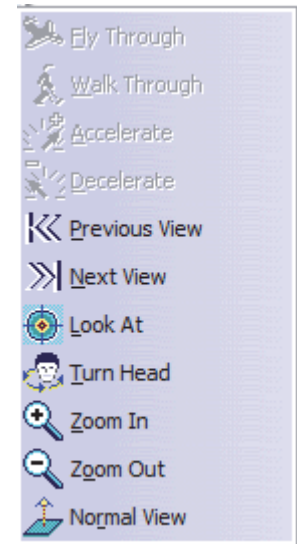 Fly Through
Walk Through
Accelerate
Decelerate
Previous View
Next View
Look At
Turn Head
Zoom In
Zoom Out
Normal View